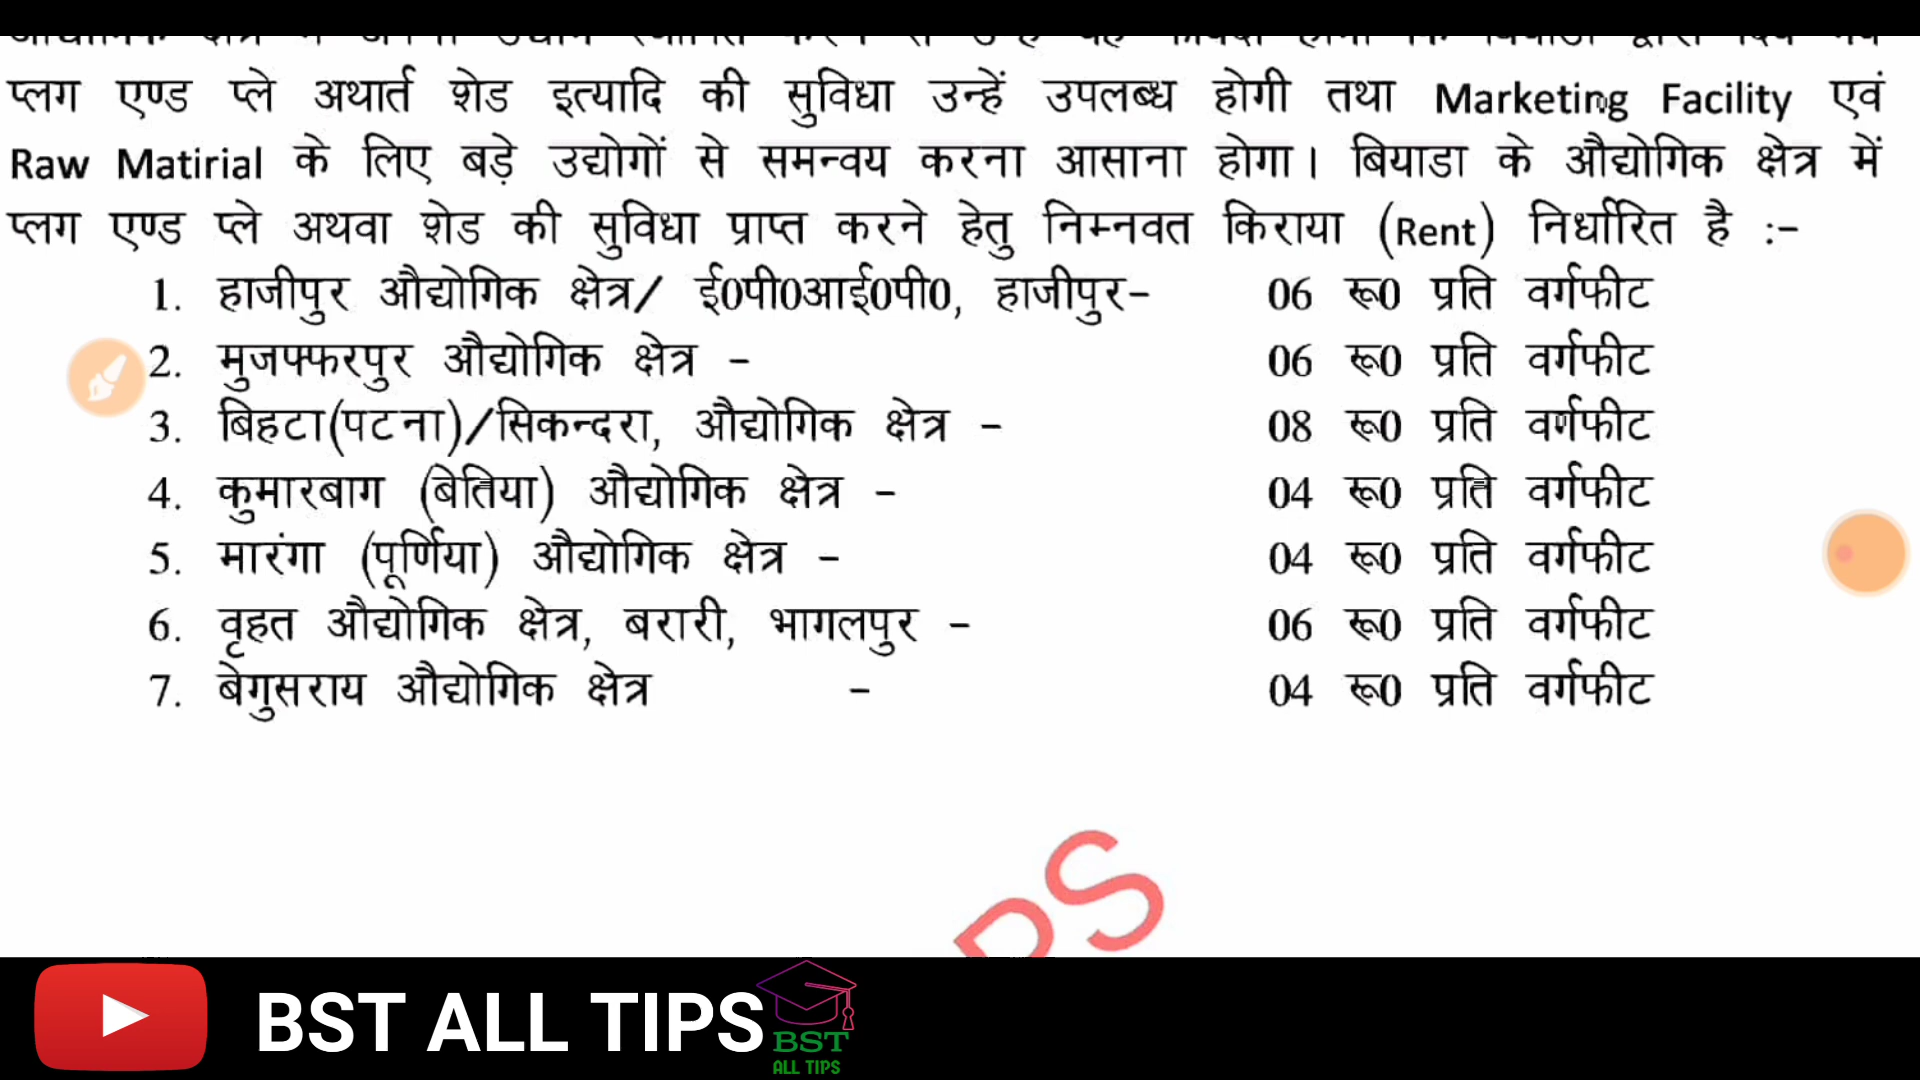 प्लग एण्ड प्ले अथार्त शेड इत्यादि की सुविधा उन्हें उपलब्ध होगी तथा Marketing Facility एवं
Raw Matirial के लिए बड़े उद्योगों से समन्वय करना आसाना होगा। बियाडा के औद्योगिक क्षेत्र में
प्लग एण्ड प्ले अथवा शेड की सुविधा प्राप्त करने हेतु निम्नवत किराया (Rent) निर्धारित है :-
1. हाजीपुर औद्योगिक क्षेत्र/ ई0पी0आई0पी0, हाजीपुर- 06 रू0 प्रति वर्गफीट
2. मुजफ्फरपुर औद्योगिक क्षेत्र - 06 रू0 प्रति वर्गफीट
3. बिहटा(पटना)/सिकन्दरा, औद्योगिक क्षेत्र - 08 रू0 प्रति वर्गफीट
4. कुमारबाग (बेतिया) औद्योगिक क्षेत्र - 04 रू0 प्रति वर्गफीट
5. मारंगा (पूर्णिया) औद्योगिक क्षेत्र - 04 रू0 प्रति वर्गफीट
6. वृहत औद्योगिक क्षेत्र, बरारी, भागलपुर - 06 रू0 प्रति वर्गफीट
7. बेगुसराय औद्योगिक क्षेत्र - 04 रू0 प्रति वर्गफीट
PS
BST ALL TIPS
BST
ALL TIPS